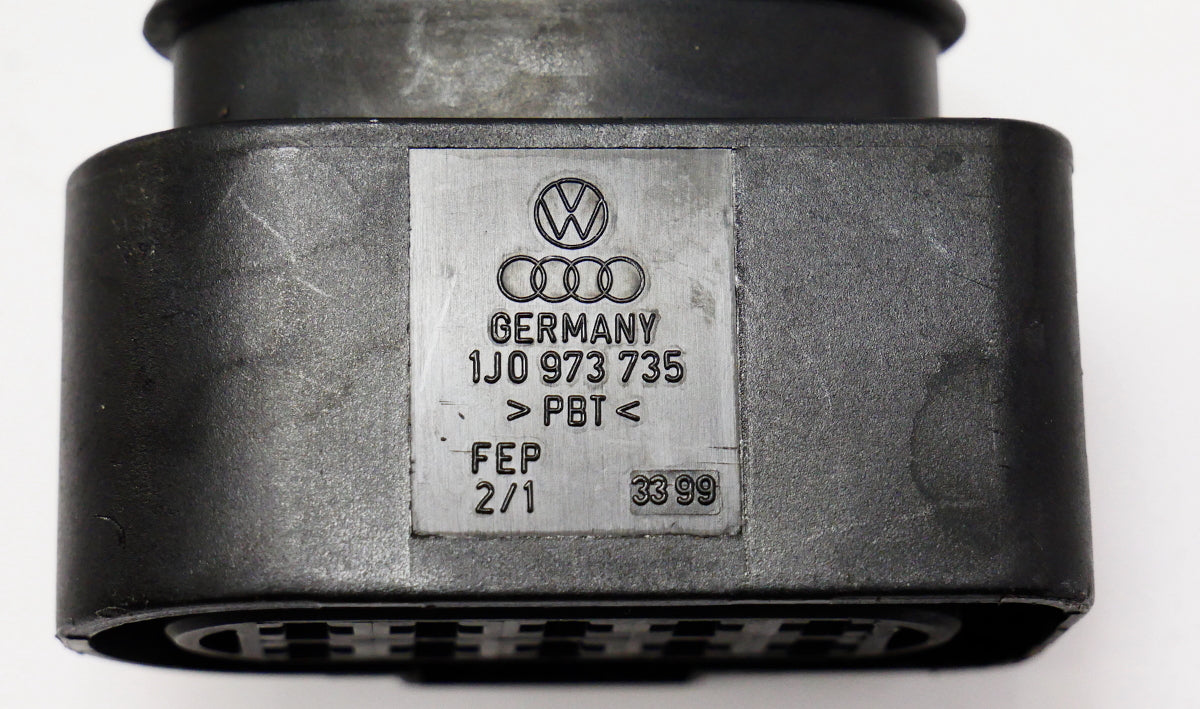 GERMANY
1J0 973 735
> PBT <
FEP
2/1
33 99